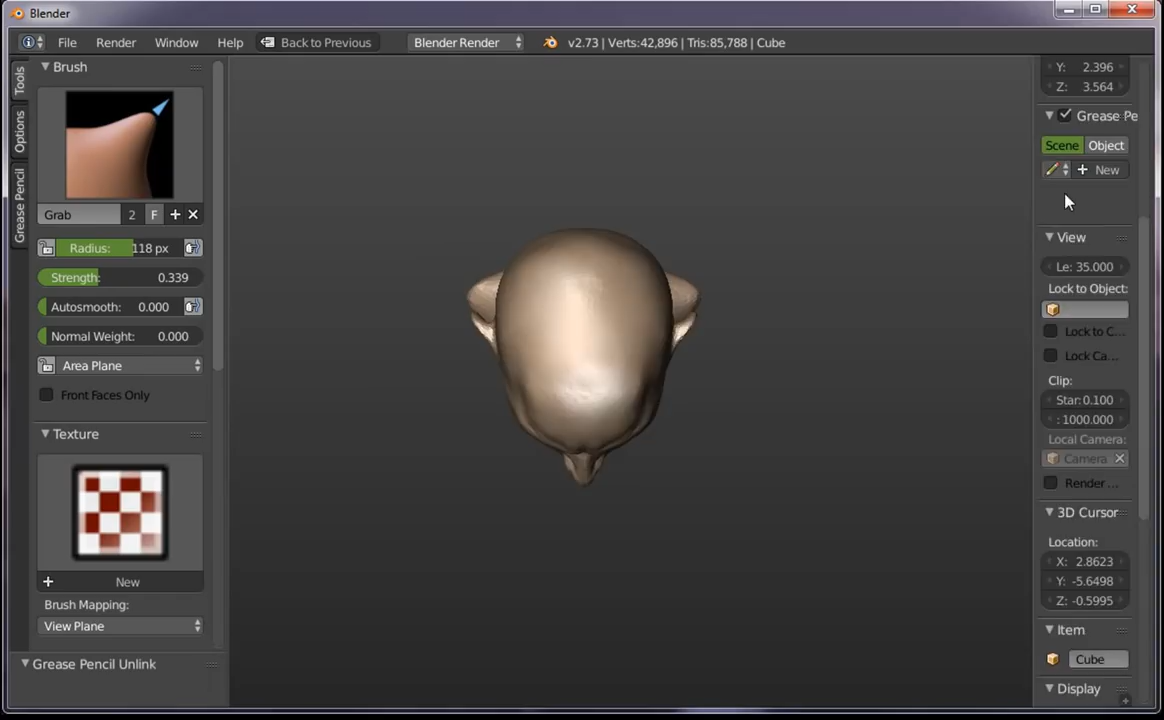 Blender
File Render Window Help Back to Previous Blender Render v2.73 | Verts:42,896 | Tris:85,788 | Cube
Tools
Options
Grease Pencil
Brush
Grab 2 F
Radius: 118 px
Strength: 0.339
Autosmooth: 0.000
Normal Weight: 0.000
Area Plane
Front Faces Only
Texture
New
Brush Mapping:
View Plane
Grease Pencil Unlink
Y: 2.396
Z: 3.564
Grease Pe
Scene Object
New
View
Le: 35.000
Lock to Object:
Lock to C...
Lock Ca...
Clip:
Star: 0.100
: 1000.000
Local Camera:
Camera
Render ...
3D Cursor
Location:
X: 2.8623
Y: -5.6498
Z: -0.5995
Item
Cube
Display